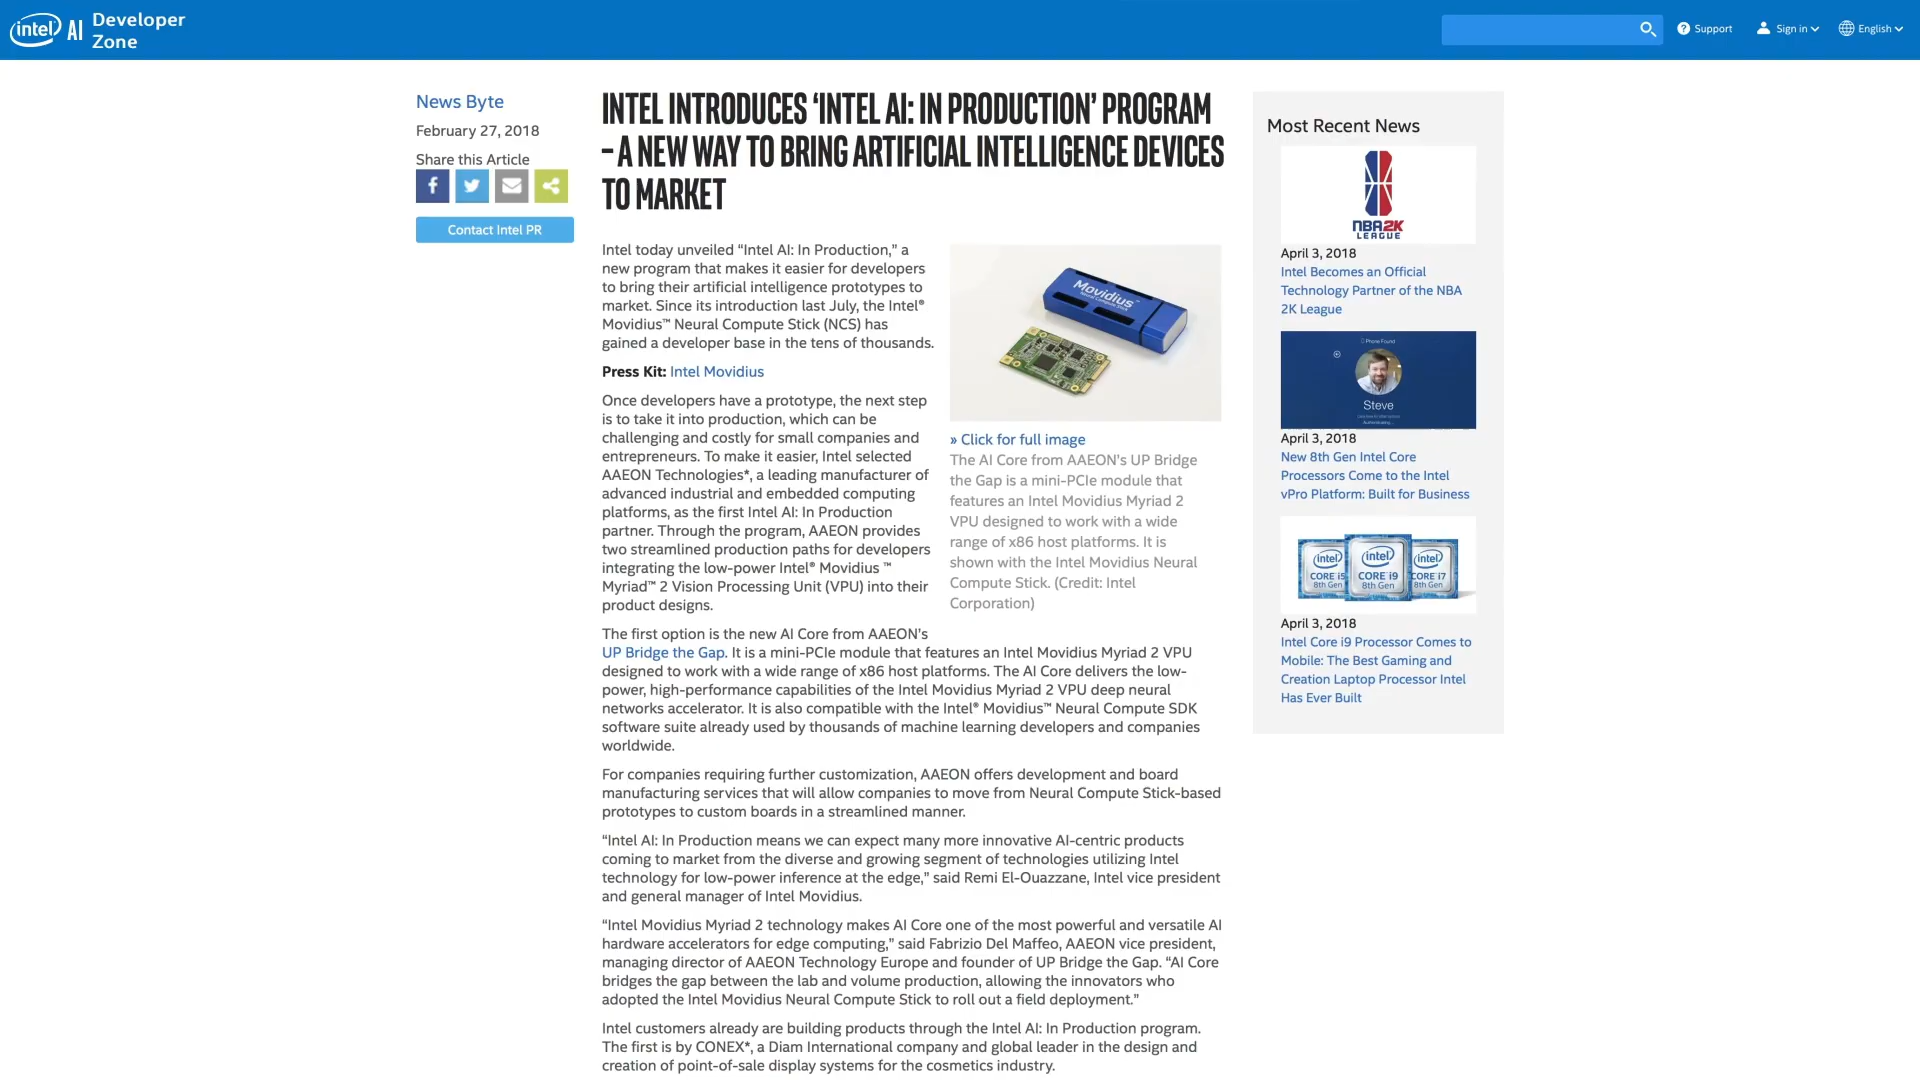 intel AI Developer
Zone
Support
Sign in
English
News Byte
February 27, 2018
Share this Article
Contact Intel PR
INTEL INTRODUCES ‘INTEL AI: IN PRODUCTION’ PROGRAM
– A NEW WAY TO BRING ARTIFICIAL INTELLIGENCE DEVICES
TO MARKET
Intel today unveiled “Intel AI: In Production,” a
new program that makes it easier for developers
to bring their artificial intelligence prototypes to
market. Since its introduction last July, the Intel®
Movidius™ Neural Compute Stick (NCS) has
gained a developer base in the tens of thousands.
Press Kit: Intel Movidius
Once developers have a prototype, the next step
is to take it into production, which can be
challenging and costly for small companies and
entrepreneurs. To make it easier, Intel selected
AAEON Technologies*, a leading manufacturer of
advanced industrial and embedded computing
platforms, as the first Intel AI: In Production
partner. Through the program, AAEON provides
two streamlined production paths for developers
integrating the low-power Intel® Movidius ™
Myriad™ 2 Vision Processing Unit (VPU) into their
product designs.
Movidius™
Neural Compute Stick
» Click for full image
The AI Core from AAEON’s UP Bridge
the Gap is a mini-PCIe module that
features an Intel Movidius Myriad 2
VPU designed to work with a wide
range of x86 host platforms. It is
shown with the Intel Movidius Neural
Compute Stick. (Credit: Intel
Corporation)
The first option is the new AI Core from AAEON’s
UP Bridge the Gap. It is a mini-PCIe module that features an Intel Movidius Myriad 2 VPU
designed to work with a wide range of x86 host platforms. The AI Core delivers the low-
power, high-performance capabilities of the Intel Movidius Myriad 2 VPU deep neural
networks accelerator. It is also compatible with the Intel® Movidius™ Neural Compute SDK
software suite already used by thousands of machine learning developers and companies
worldwide.
For companies requiring further customization, AAEON offers development and board
manufacturing services that will allow companies to move from Neural Compute Stick-based
prototypes to custom boards in a streamlined manner.
“Intel AI: In Production means we can expect many more innovative AI-centric products
coming to market from the diverse and growing segment of technologies utilizing Intel
technology for low-power inference at the edge,” said Remi El-Ouazzane, Intel vice president
and general manager of Intel Movidius.
“Intel Movidius Myriad 2 technology makes AI Core one of the most powerful and versatile AI
hardware accelerators for edge computing,” said Fabrizio Del Maffeo, AAEON vice president,
managing director of AAEON Technology Europe and founder of UP Bridge the Gap. “AI Core
bridges the gap between the lab and volume production, allowing the innovators who
adopted the Intel Movidius Neural Compute Stick to roll out a field deployment.”
Intel customers already are building products through the Intel AI: In Production program.
The first is by CONEX*, a Diam International company and global leader in the design and
creation of point-of-sale display systems for the cosmetics industry.
Most Recent News
NBA2K
LEAGUE
April 3, 2018
Intel Becomes an Official
Technology Partner of the NBA
2K League
Phone Found
Steve
April 3, 2018
New 8th Gen Intel Core
Processors Come to the Intel
vPro Platform: Built for Business
intel CORE i5 8th Gen
intel CORE i9 8th Gen
intel CORE i7 8th Gen
April 3, 2018
Intel Core i9 Processor Comes to
Mobile: The Best Gaming and
Creation Laptop Processor Intel
Has Ever Built